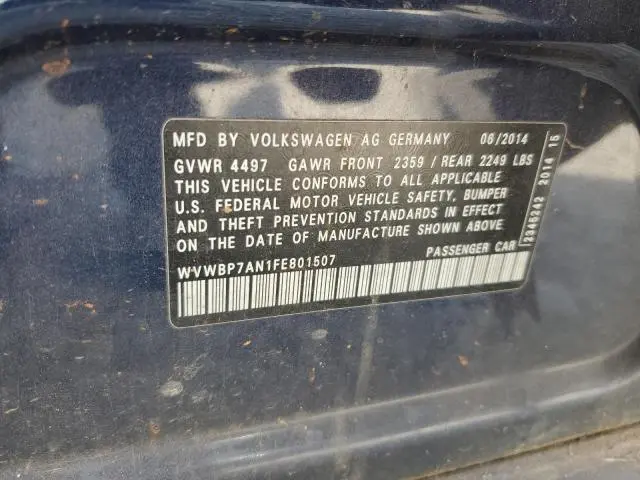 MFD BY VOLKSWAGEN AG GERMANY 06/2014
GVWR 4497 GAWR FRONT 2359 / REAR 2249 LBS
THIS VEHICLE CONFORMS TO ALL APPLICABLE
U.S. FEDERAL MOTOR VEHICLE SAFETY, BUMPER
AND THEFT PREVENTION STANDARDS IN EFFECT
ON THE DATE OF MANUFACTURE SHOWN ABOVE
PASSENGER CAR
WVWBP7AN1FE801507
2014 15